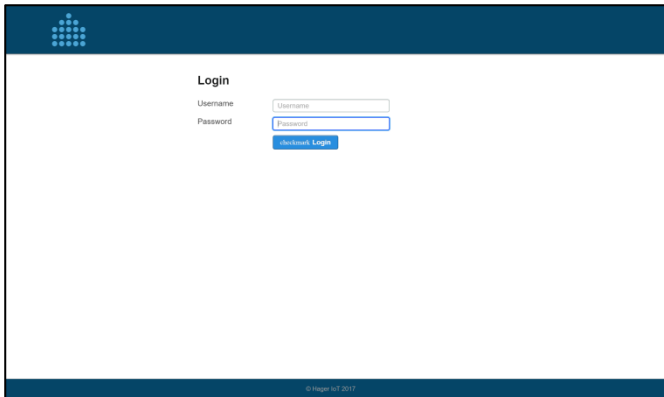 Login
Username
Username
Password
Password
checkmark Login
© Hager IoT 2017